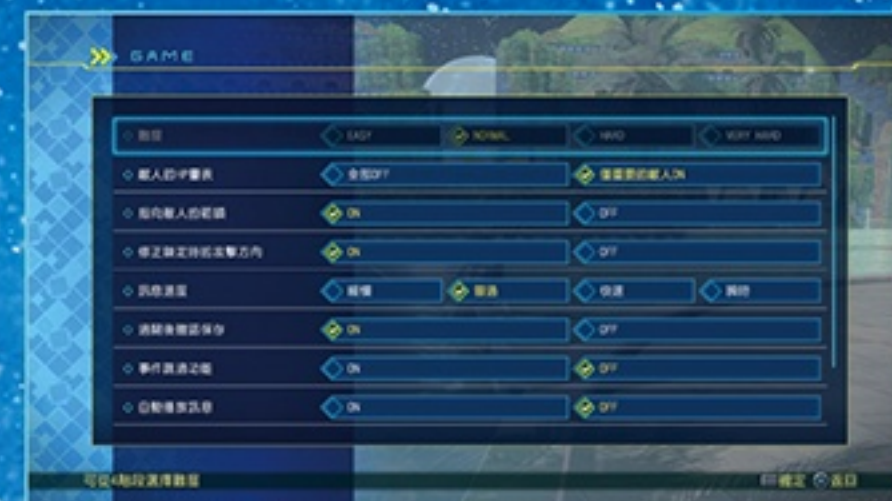 GAME
難度 EASY NORMAL HARD VERY HARD
敵人的HP量表 全部OFF 僅重要的敵人ON
指向敵人的箭頭 ON OFF
修正鎖定時的攻擊方向 ON OFF
訊息速度 緩慢 普通 快速 瞬時
過關後確認保存 ON OFF
事件跳過功能 ON OFF
自動播放訊息 ON OFF
可從4階段選擇難度 確定 返回